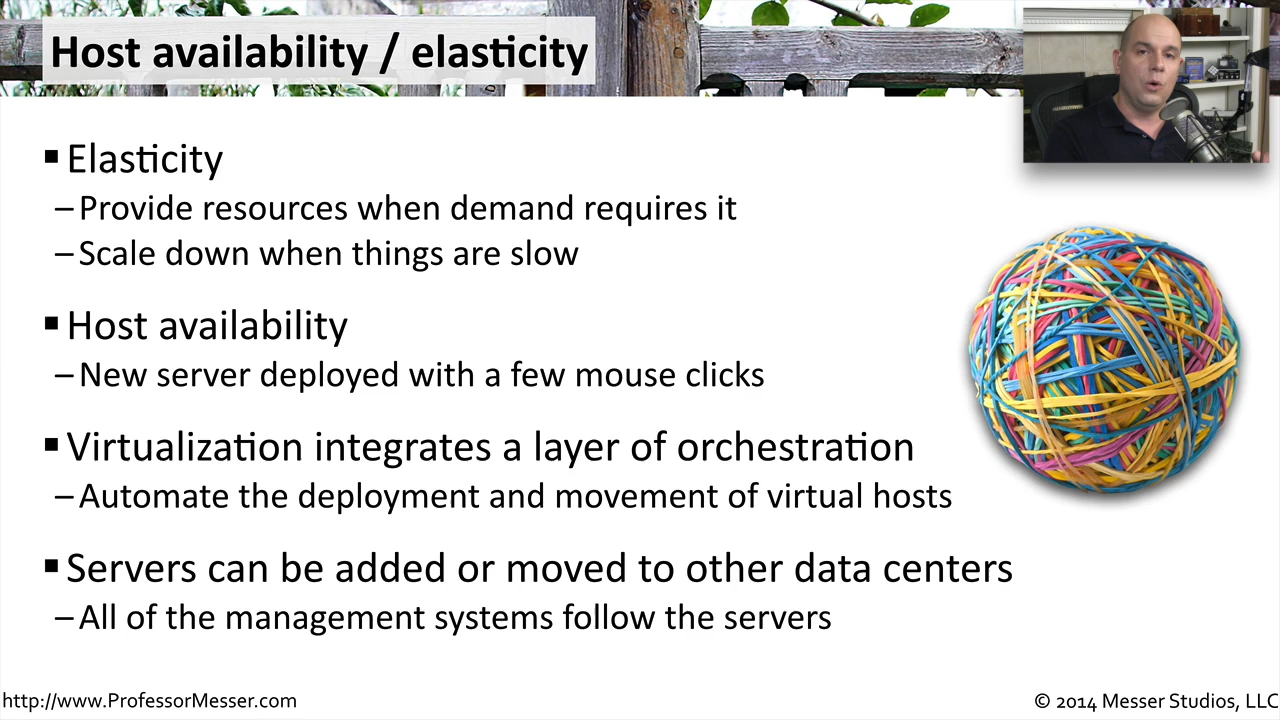 Host availability / elasticity
▪ Elasticity
– Provide resources when demand requires it
– Scale down when things are slow
▪ Host availability
– New server deployed with a few mouse clicks
▪ Virtualization integrates a layer of orchestration
– Automate the deployment and movement of virtual hosts
▪ Servers can be added or moved to other data centers
– All of the management systems follow the servers
http://www.ProfessorMesser.com
© 2014 Messer Studios, LLC